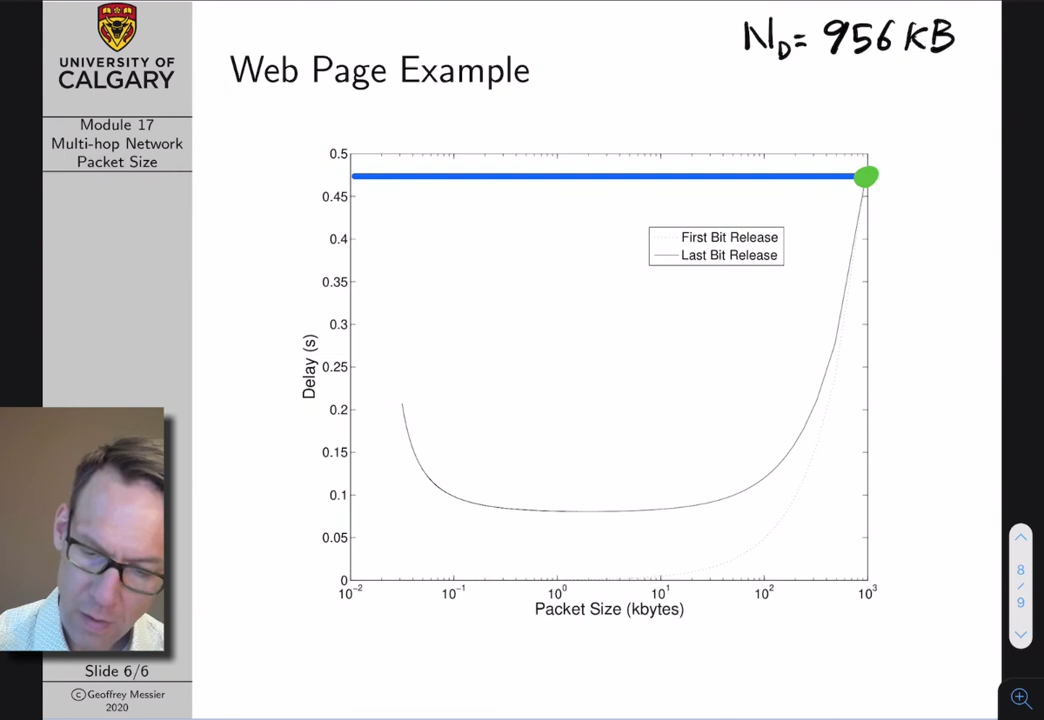 UNIVERSITY OF
CALGARY
Module 17
Multi-hop Network
Packet Size
Web Page Example
N_D = 956 KB
0.5
0.45
0.4
0.35
0.3
0.25
0.2
0.15
0.1
0.05
0
Delay (s)
First Bit Release
Last Bit Release
10^-2
10^-1
10^0
10^1
10^2
10^3
Packet Size (kbytes)
Slide 6/6
© Geoffrey Messier
2020
8
/
9